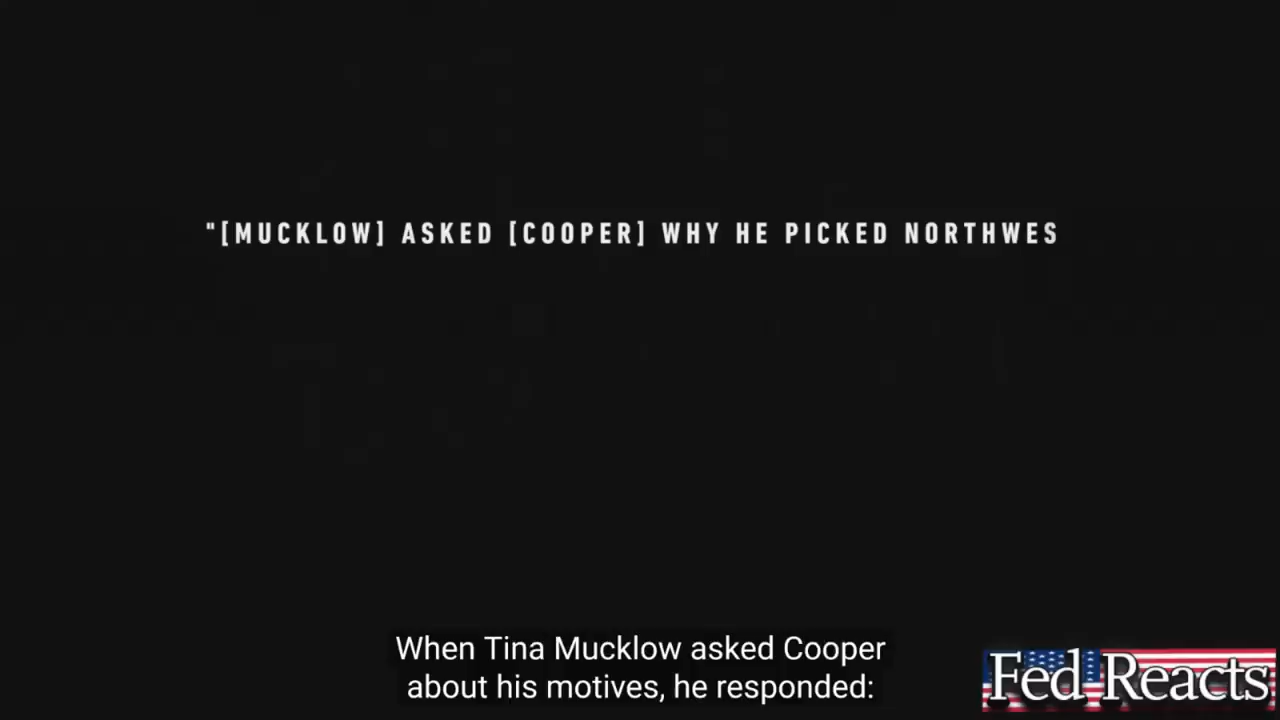 "[MUCKLOW] ASKED [COOPER] WHY HE PICKED NORTHWES
When Tina Mucklow asked Cooper
about his motives, he responded:
Fed Reacts